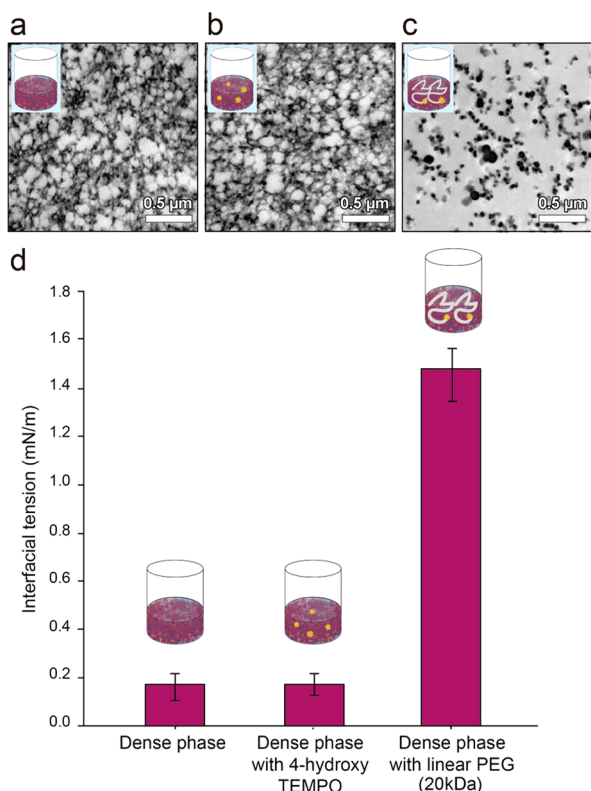 a
b
c
0.5 µm
0.5 µm
0.5 µm
d
Interfacial tension (mN/m)
1.8
1.6
1.4
1.2
1.0
0.8
0.6
0.4
0.2
0.0
Dense phase
Dense phase
with 4-hydroxy
TEMPO
Dense phase
with linear PEG
(20kDa)